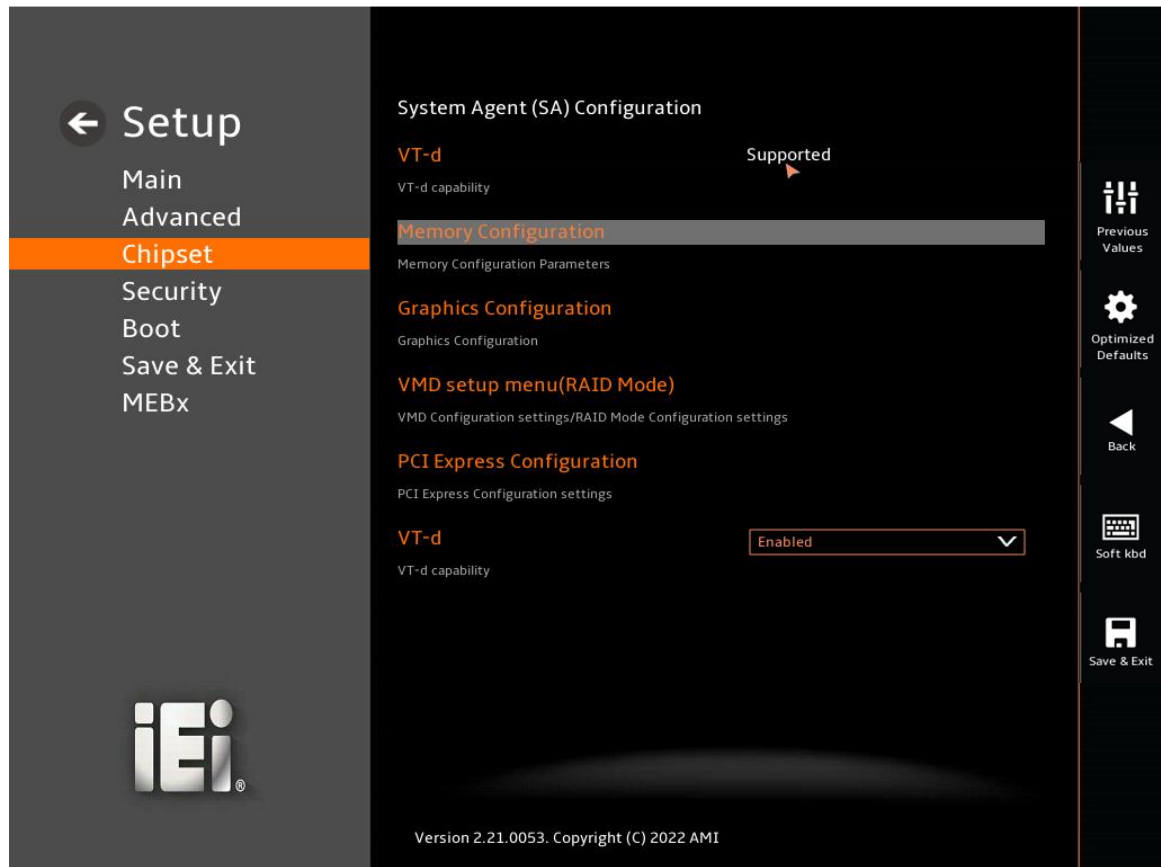 Setup
Main
Advanced
Chipset
Security
Boot
Save & Exit
MEBx
iEi®
System Agent (SA) Configuration
VT-d Supported
VT-d capability
Memory Configuration
Memory Configuration Parameters
Graphics Configuration
Graphics Configuration
VMD setup menu(RAID Mode)
VMD Configuration settings/RAID Mode Configuration settings
PCI Express Configuration
PCI Express Configuration settings
VT-d Enabled
VT-d capability
Version 2.21.0053. Copyright (C) 2022 AMI
Previous
Values
Optimized
Defaults
Back
Soft kbd
Save & Exit